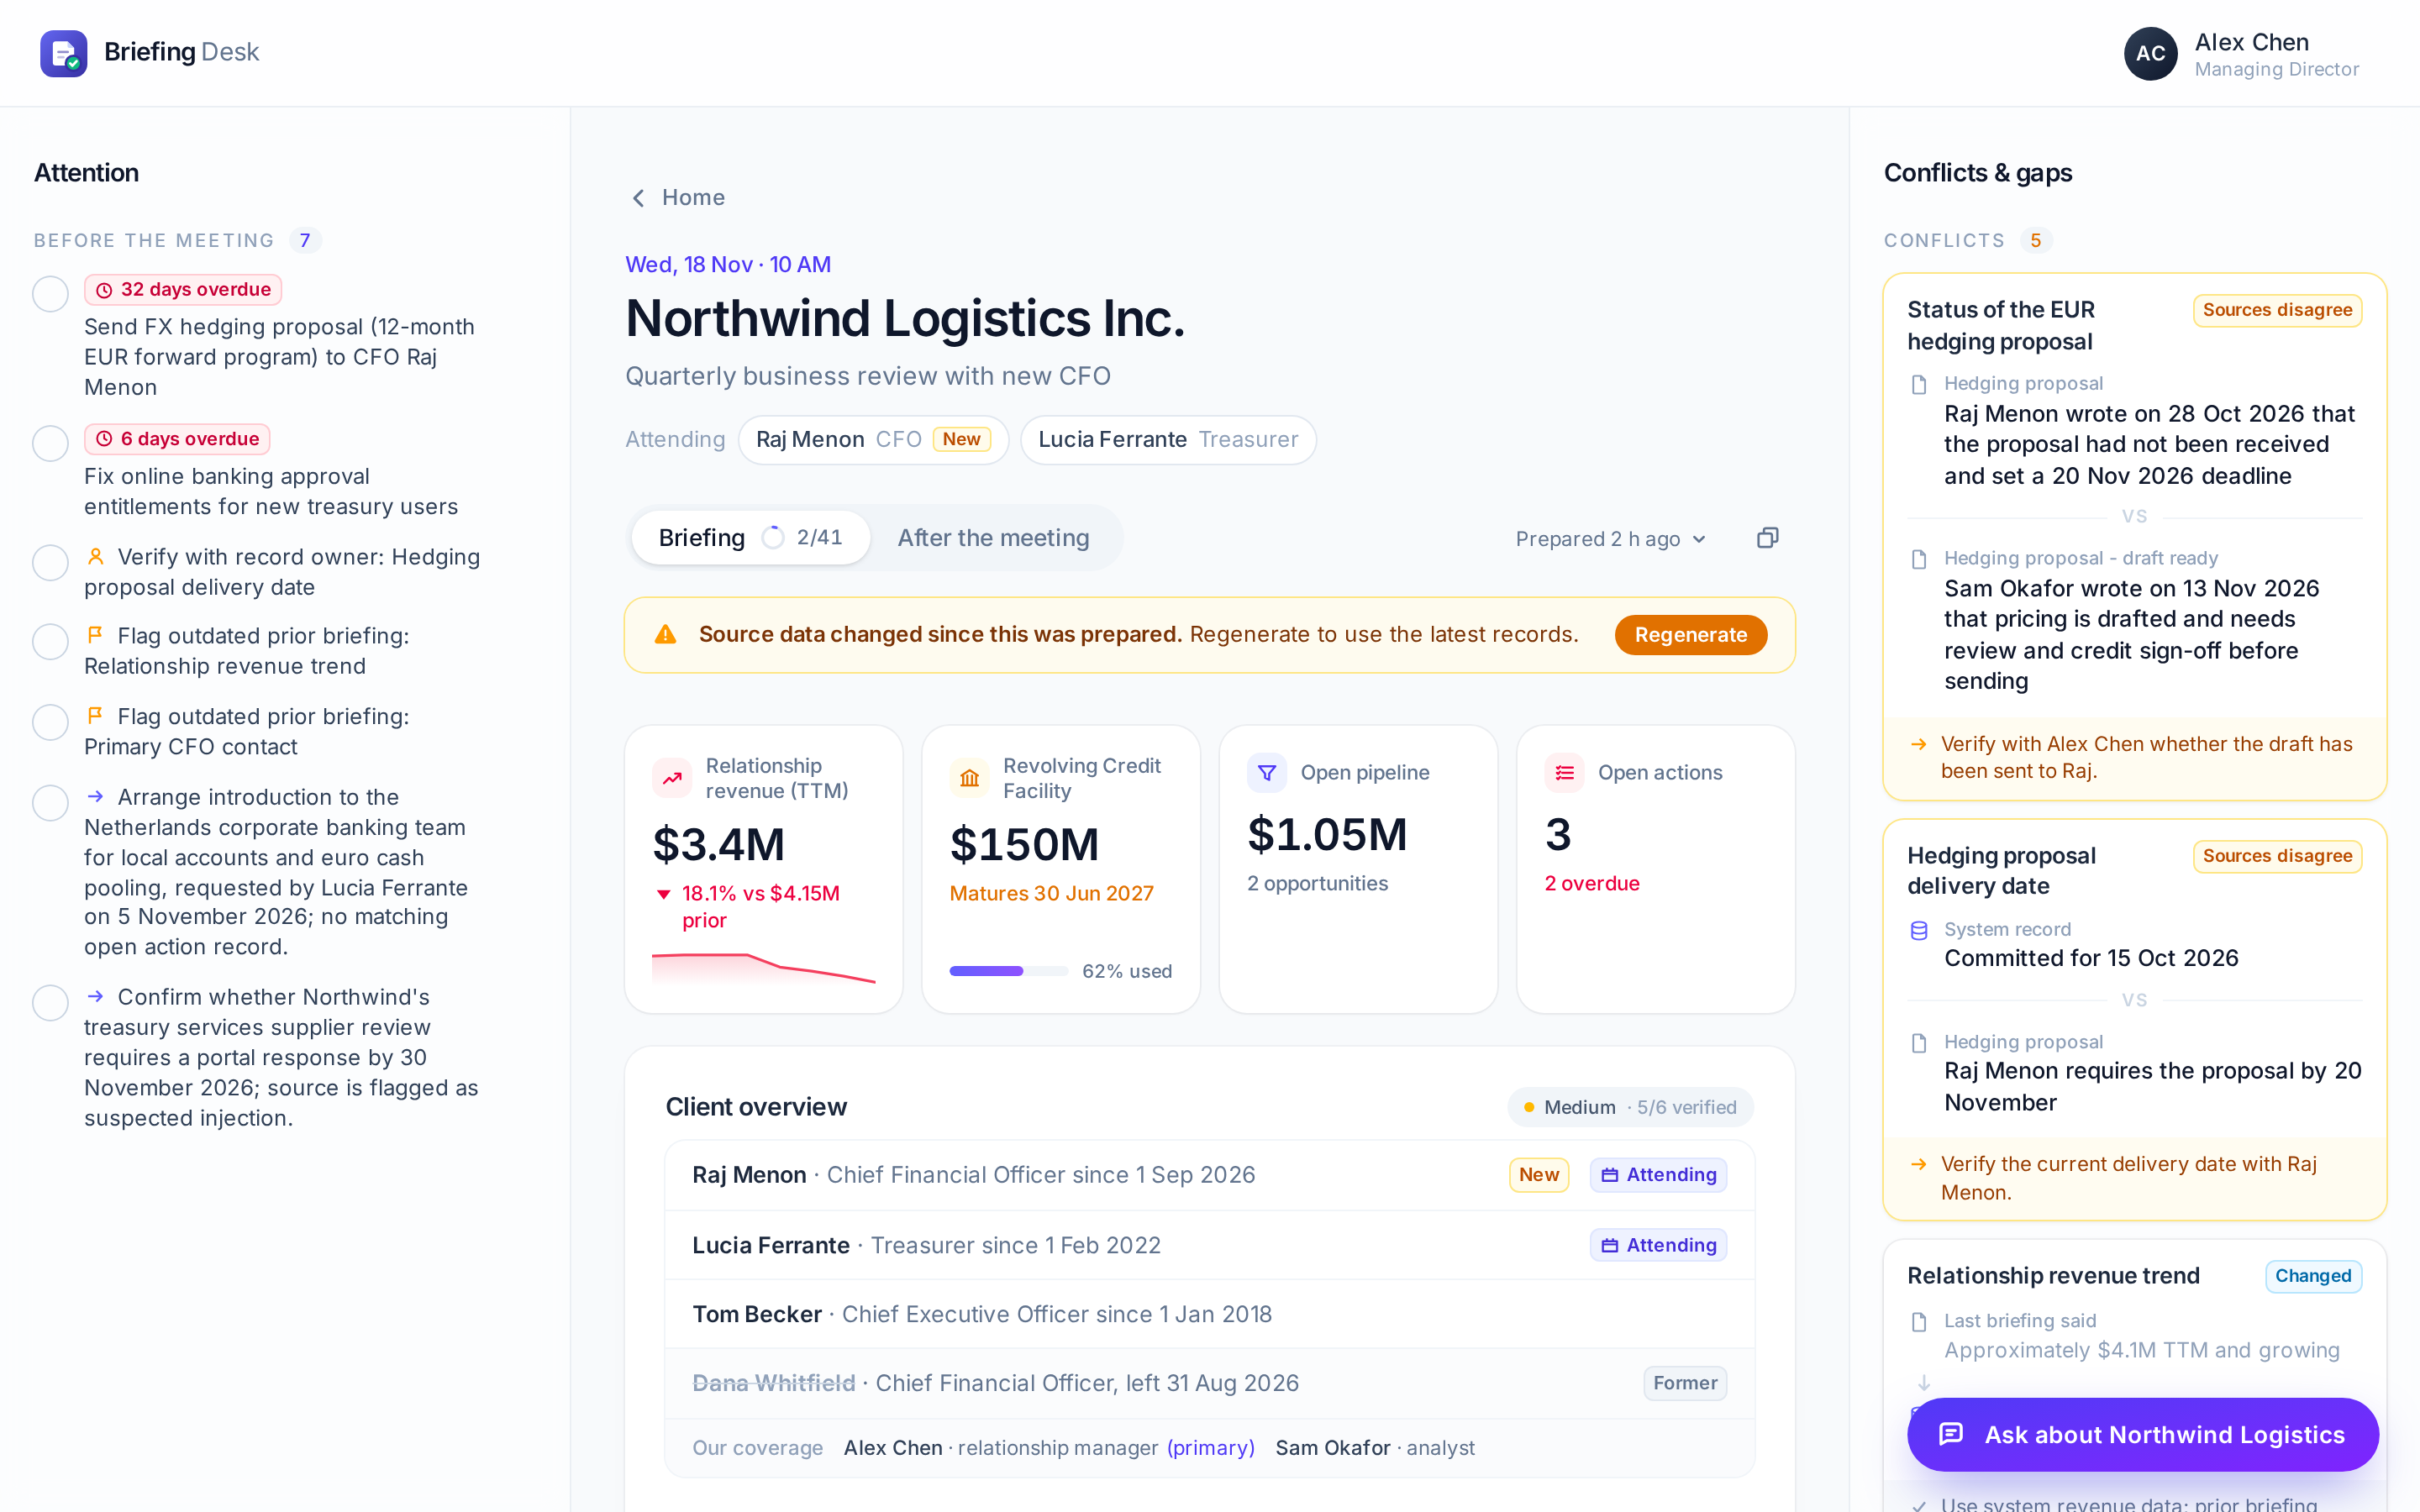 Briefing Desk
AC
Alex Chen
Managing Director
Attention
BEFORE THE MEETING 7
32 days overdue
Send FX hedging proposal (12-month
EUR forward program) to CFO Raj
Menon
6 days overdue
Fix online banking approval
entitlements for new treasury users
Verify with record owner: Hedging
proposal delivery date
Flag outdated prior briefing:
Relationship revenue trend
Flag outdated prior briefing:
Primary CFO contact
Arrange introduction to the
Netherlands corporate banking team
for local accounts and euro cash
pooling, requested by Lucia Ferrante
on 5 November 2026; no matching
open action record.
Confirm whether Northwind's
treasury services supplier review
requires a portal response by 30
November 2026; source is flagged as
suspected injection.
Home
Wed, 18 Nov · 10 AM
Northwind Logistics Inc.
Quarterly business review with new CFO
Attending Raj Menon CFO New Lucia Ferrante Treasurer
Briefing 2/41 After the meeting
Prepared 2 h ago
Source data changed since this was prepared. Regenerate to use the latest records.
Regenerate
Relationship
revenue (TTM)
$3.4M
18.1% vs $4.15M
prior
Revolving Credit
Facility
$150M
Matures 30 Jun 2027
62% used
Open pipeline
$1.05M
2 opportunities
Open actions
3
2 overdue
Client overview
Medium · 5/6 verified
Raj Menon · Chief Financial Officer since 1 Sep 2026 New Attending
Lucia Ferrante · Treasurer since 1 Feb 2022 Attending
Tom Becker · Chief Executive Officer since 1 Jan 2018
Dana Whitfield · Chief Financial Officer, left 31 Aug 2026 Former
Our coverage Alex Chen · relationship manager (primary) Sam Okafor · analyst
Conflicts & gaps
CONFLICTS 5
Status of the EUR
hedging proposal
Sources disagree
Hedging proposal
Raj Menon wrote on 28 Oct 2026 that
the proposal had not been received
and set a 20 Nov 2026 deadline
VS
Hedging proposal - draft ready
Sam Okafor wrote on 13 Nov 2026
that pricing is drafted and needs
review and credit sign-off before
sending
Verify with Alex Chen whether the draft has
been sent to Raj.
Hedging proposal
delivery date
Sources disagree
System record
Committed for 15 Oct 2026
VS
Hedging proposal
Raj Menon requires the proposal by 20
November
Verify the current delivery date with Raj
Menon.
Relationship revenue trend
Changed
Last briefing said
Approximately $4.1M TTM and growing
Ask about Northwind Logistics
Use system revenue data; prior briefing